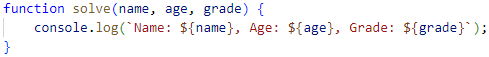 function solve(name, age, grade) {
    console.log(`Name: ${name}, Age: ${age}, Grade: ${grade}`);
}